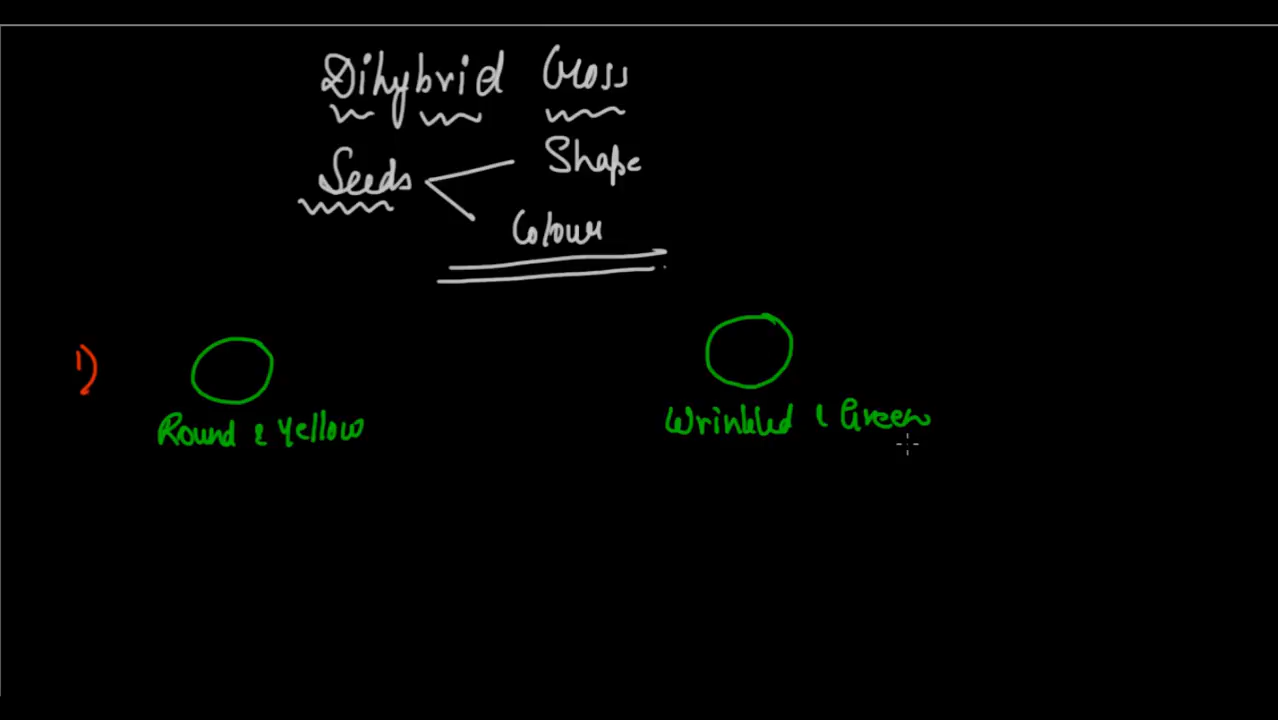 Dihybrid Cross
Seeds
Shape
Colour
1)
Round & Yellow
Wrinkled & Green